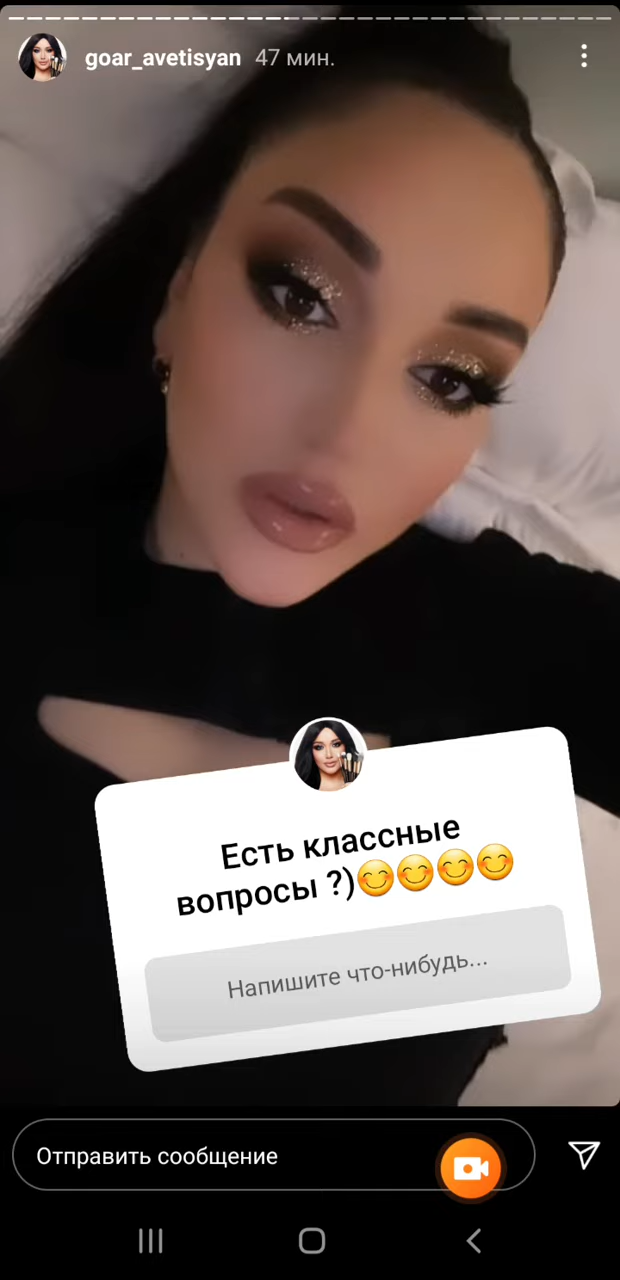 goar_avetisyan 47 мин.
Есть классные
вопросы ?)😊😊😊😊
Напишите что-нибудь...
Отправить сообщение